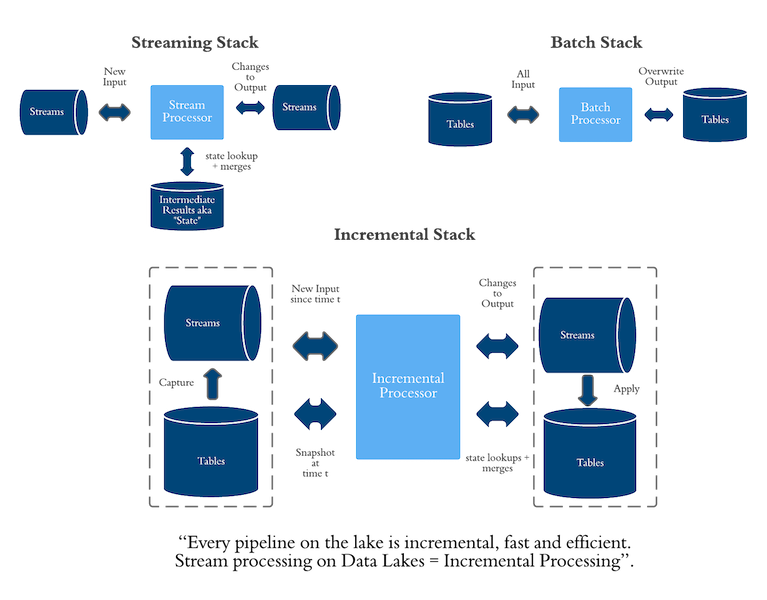 Streaming Stack
New
Input
Changes
to
Output
Streams
Stream
Processor
Streams
state lookup
+ merges
Intermediate
Results aka
"State"
Batch Stack
All
Input
Overwrite
Output
Tables
Batch
Processor
Tables
Incremental Stack
New Input
since time t
Changes
to
Output
Streams
Streams
Incremental
Processor
Capture
Apply
Tables
Snapshot
at
time t
state lookups +
merges
Tables
“Every pipeline on the lake is incremental, fast and efficient.
Stream processing on Data Lakes = Incremental Processing”.